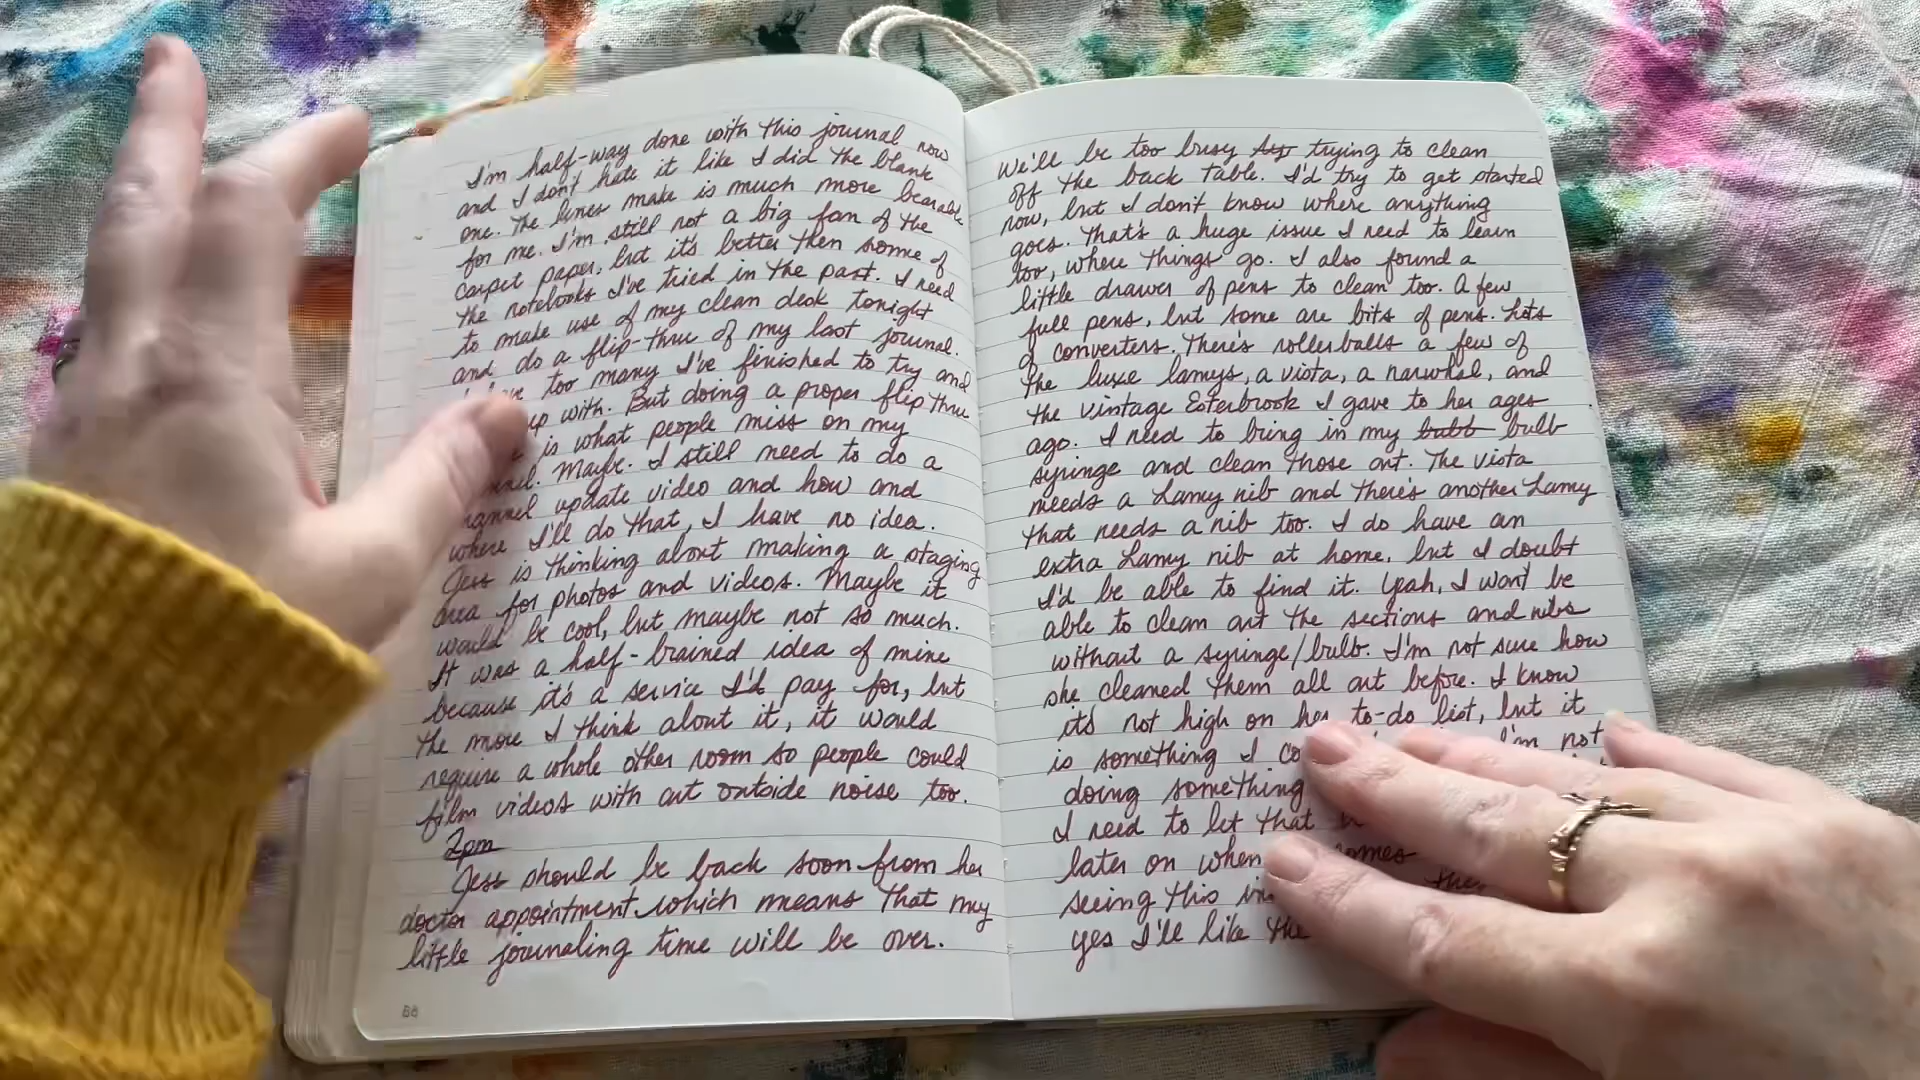 I'm half-way done with this journal now
and I don't hate it like I did the blank
one. The lines make is much more bearable
for me. I'm still not a big fan of the
carpet paper, but it's better then some of
the notebooks I've tried in the past. I need
to make use of my clean desk tonight
and do a flip-thru of my last journal.
too many I've finished to try and
up with. But doing a proper flip thru
is what people miss on my
Maybe. I still need to do a
update video and how and
where I'll do that, I have no idea.
Jess is thinking about making a staging
area for photos and videos. Maybe it
would be cool, but maybe not so much.
It was a half-brained idea of mine
because it's a service I'd pay for, but
the more I think about it, it would
require a whole other room so people could
film videos with out outside noise too.
2pm
Jess should be back soon from her
doctor appointment which means that my
little journaling time will be over.
88
We'll be too busy trying to clean
off the back table. I'd try to get started
now, but I don't know where anything
goes. That's a huge issue I need to learn
too, where things go. I also found a
little drawer of pens to clean too. A few
full pens, but some are bits of pens. Lots
of converters. There's rollerballs a few of
the luxe lamys, a vista, a narwhal, and
the vintage Esterbrook I gave to her ages
ago. I need to bring in my bubb bulb
syringe and clean those out. The vista
needs a Lamy nib and there's another Lamy
that needs a nib too. I do have an
extra Lamy nib at home, but I doubt
I'd be able to find it. Yeah, I won't be
able to clean out the sections and nibs
without a syringe/bulb. I'm not sure how
she cleaned them all out before. I know
it's not high on her to-do list, but it
is something I I'm not
doing something
I need to let that
later on when comes
seeing this
yes I'll like the